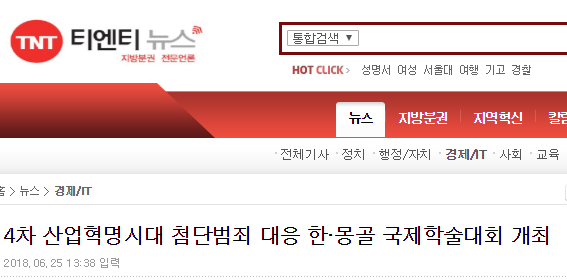 TNT 티엔티 뉴스
지방분권 전문언론
통합검색 ▼
HOT CLICK > 성명서 여성 서울대 여행 기고 경찰
뉴스 지방분권 지역혁신 칼럼
· 전체기사 · 정치 · 행정/자치 · 경제/IT · 사회 · 교육
홈 > 뉴스 > 경제/IT
4차 산업혁명시대 첨단범죄 대응 한·몽골 국제학술대회 개최
2018.06.25 13:38 입력